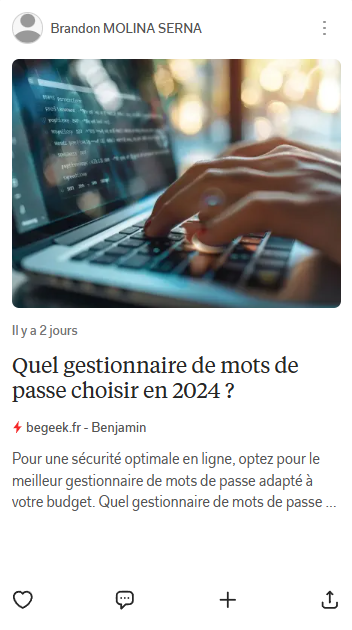 Brandon MOLINA SERNA
Il y a 2 jours
Quel gestionnaire de mots de
passe choisir en 2024 ?
begeek.fr - Benjamin
Pour une sécurité optimale en ligne, optez pour le
meilleur gestionnaire de mots de passe adapté à
votre budget. Quel gestionnaire de mots de passe ...